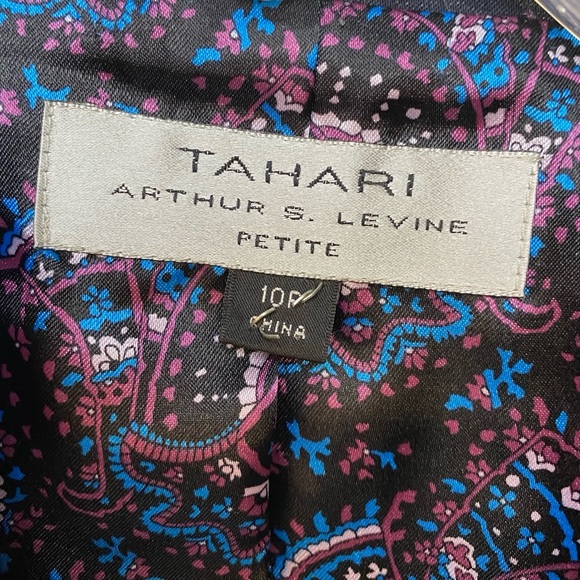 TAHARI
ARTHUR S. LEVINE
PETITE
10P
CHINA